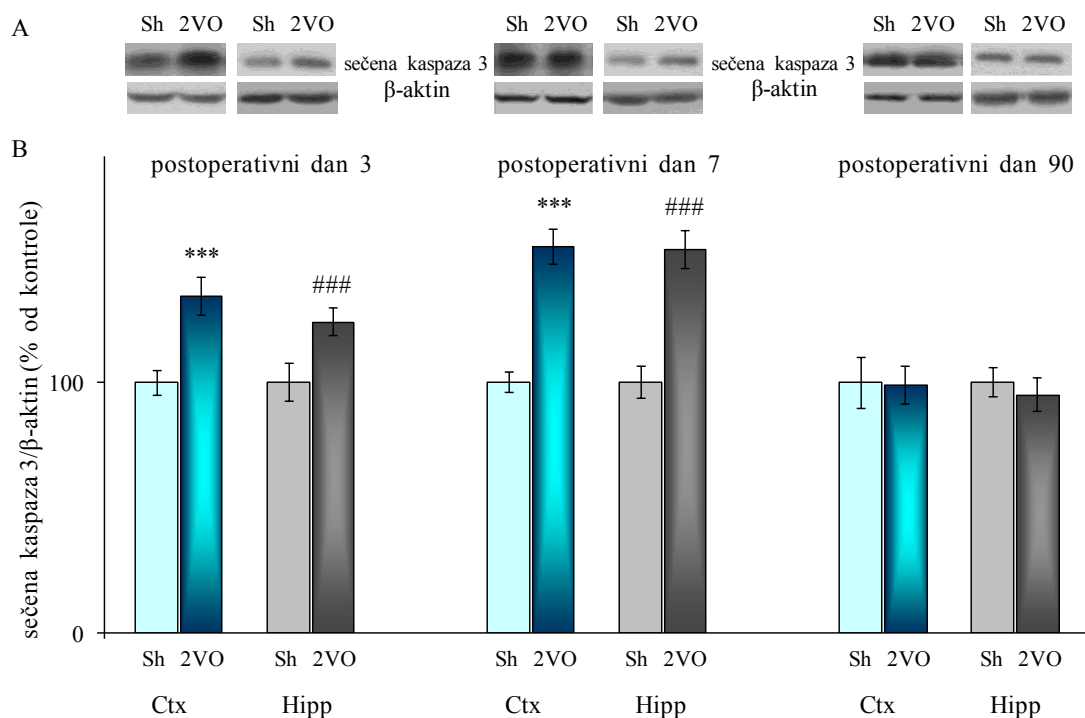 A
Sh 2VO Sh 2VO Sh 2VO Sh 2VO Sh 2VO Sh 2VO
sečena kaspaza 3 sečena kaspaza 3
β-aktin β-aktin
B
postoperativni dan 3 postoperativni dan 7 postoperativni dan 90
*** ### *** ###
sečena kaspaza 3/β-aktin (% od kontrole)
100
0
Sh 2VO Sh 2VO Sh 2VO Sh 2VO Sh 2VO Sh 2VO
Ctx Hipp Ctx Hipp Ctx Hipp